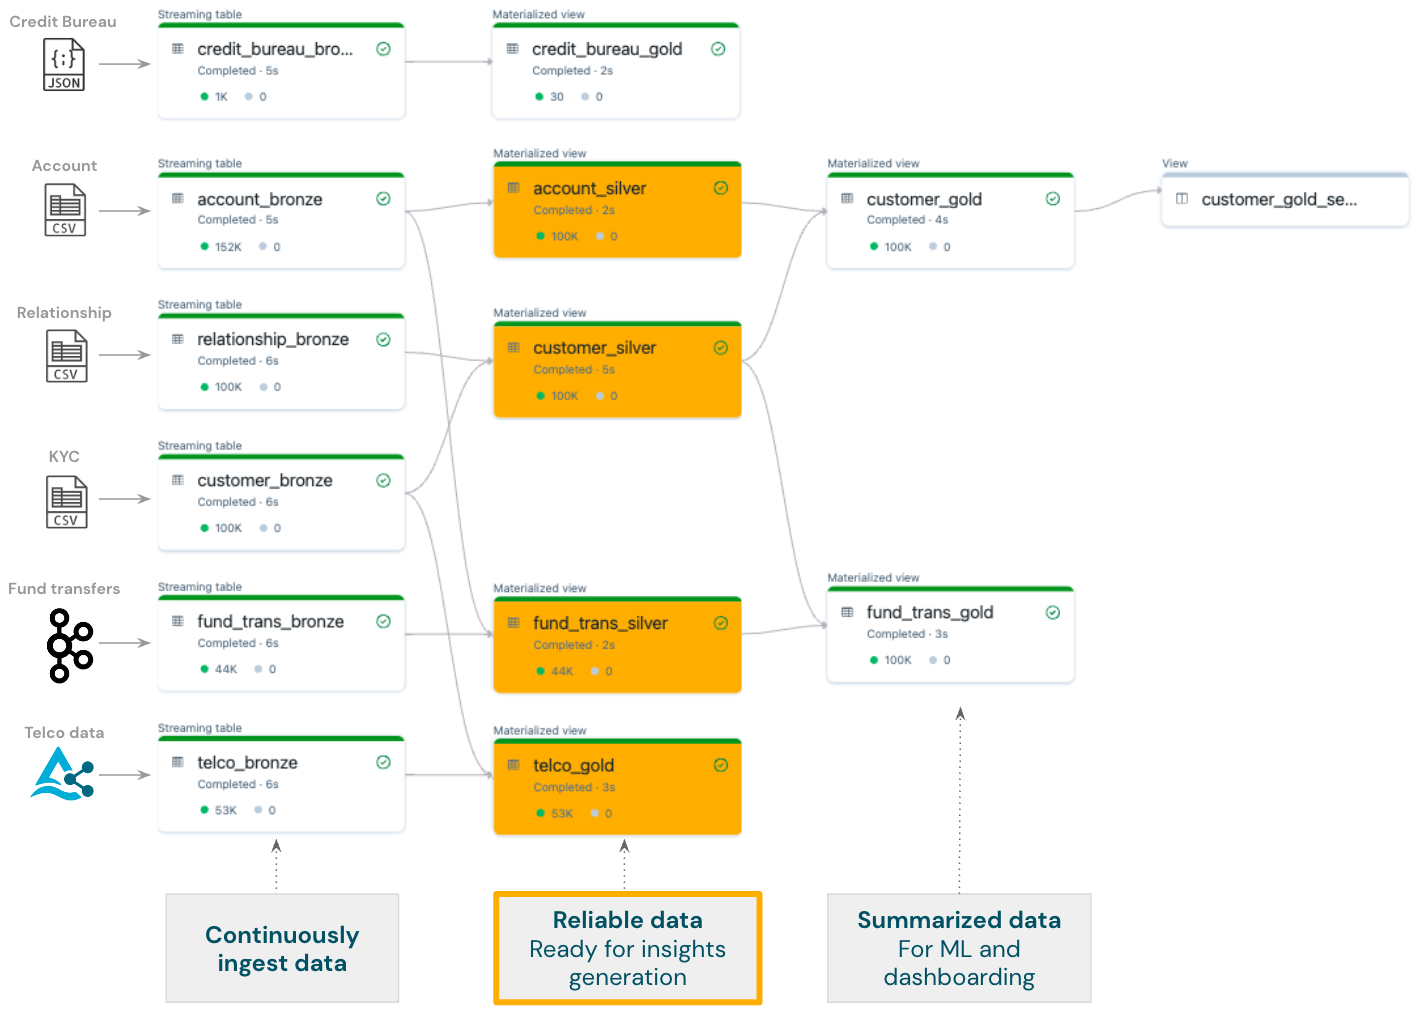 Credit Bureau
{;}
JSON
Streaming table
credit_bureau_bro...
Completed · 5s
1K 0
Materialized view
credit_bureau_gold
Completed · 2s
30 0
Account
CSV
Streaming table
account_bronze
Completed · 5s
152K 0
Materialized view
account_silver
Completed · 2s
100K 0
Materialized view
customer_gold
Completed · 4s
100K 0
View
customer_gold_se...
Relationship
CSV
Streaming table
relationship_bronze
Completed · 6s
100K 0
Materialized view
customer_silver
Completed · 5s
100K 0
KYC
CSV
Streaming table
customer_bronze
Completed · 6s
100K 0
Fund transfers
Streaming table
fund_trans_bronze
Completed · 6s
44K 0
Materialized view
fund_trans_silver
Completed · 2s
44K 0
Materialized view
fund_trans_gold
Completed · 3s
100K 0
Telco data
Streaming table
telco_bronze
Completed · 6s
53K 0
Materialized view
telco_gold
Completed · 3s
53K 0
Continuously
ingest data
Reliable data
Ready for insights
generation
Summarized data
For ML and
dashboarding